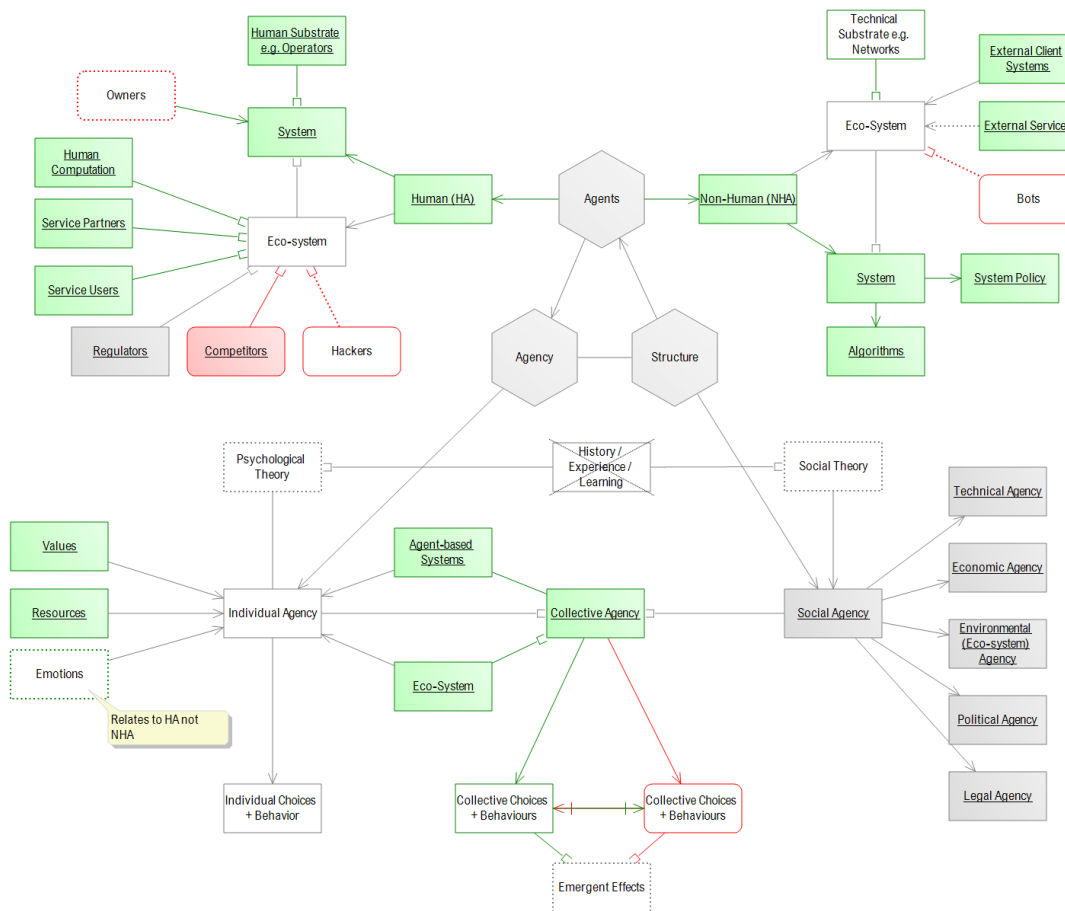 Human Substrate
e.g. Operators
Technical
Substrate e.g.
Networks
External Client
Systems
Owners
System
Eco-System
External Service
Human
Computation
Human (HA)
Agents
Non-Human (NHA)
Bots
Service Partners
Eco-system
Service Users
System
System Policy
Regulators
Competitors
Hackers
Agency
Structure
Algorithms
Psychological
Theory
History /
Experience /
Learning
Social Theory
Technical Agency
Values
Agent-based
Systems
Economic Agency
Resources
Individual Agency
Collective Agency
Social Agency
Environmental
(Eco-system)
Agency
Emotions
Eco-System
Relates to HA not
NHA
Political Agency
Individual Choices
+ Behavior
Collective Choices
+ Behaviours
Collective Choices
+ Behaviours
Legal Agency
Emergent Effects